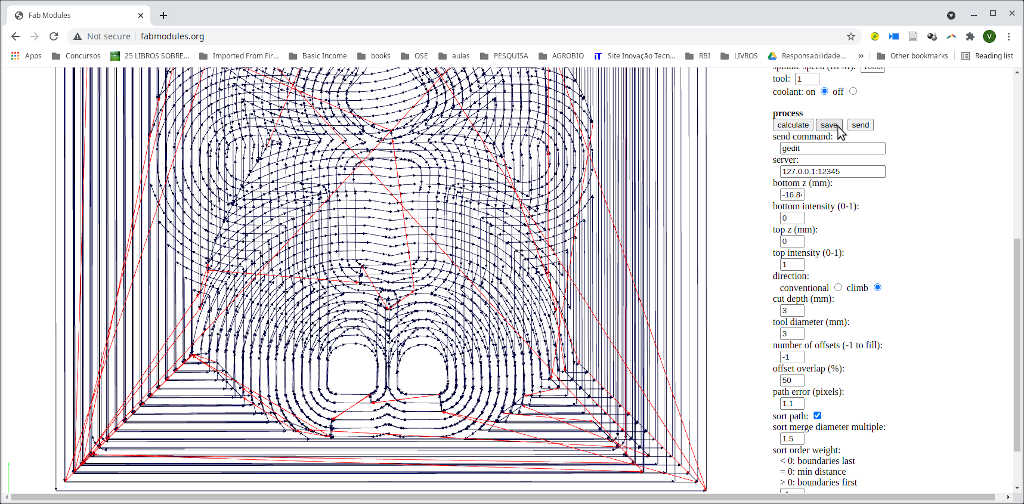 Fab Modules
Not secure | fabmodules.org
Apos Concursos 25 LIBROS SOBRE... Imported From Fir... Basic Income books OSE aulas PESQUISA AGROBIO Site Inovação Tecn... RBI LIVROS Responsabilidade... » Other bookmarks Reading list
tool: 1
coolant: on off
process
calculate save send
send command:
gedit
server:
127.0.0.1:12345
bottom z (mm):
-16.8
bottom intensity (0-1):
0
top z (mm):
0
top intensity (0-1):
1
direction:
conventional climb
cut depth (mm):
3
tool diameter (mm):
3
number of offsets (-1 to fill):
-1
offset overlap (%):
50
path error (pixels):
1.1
sort path:
sort merge diameter multiple:
1.5
sort order weight:
< 0: boundaries last
= 0: min distance
> 0: boundaries first